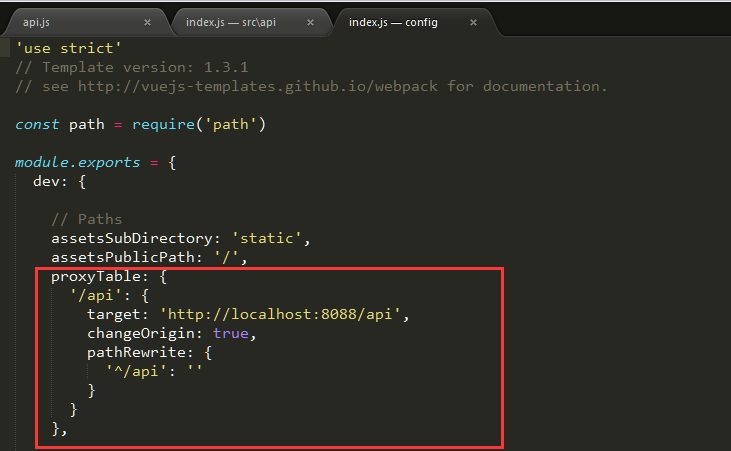 api.js × index.js — src\api × index.js — config ×
'use strict'
// Template version: 1.3.1
// see http://vuejs-templates.github.io/webpack for documentation.
const path = require('path')
module.exports = {
dev: {
// Paths
assetsSubDirectory: 'static',
assetsPublicPath: '/',
proxyTable: {
'/api': {
target: 'http://localhost:8088/api',
changeOrigin: true,
pathRewrite: {
'^/api': ''
}
}
},